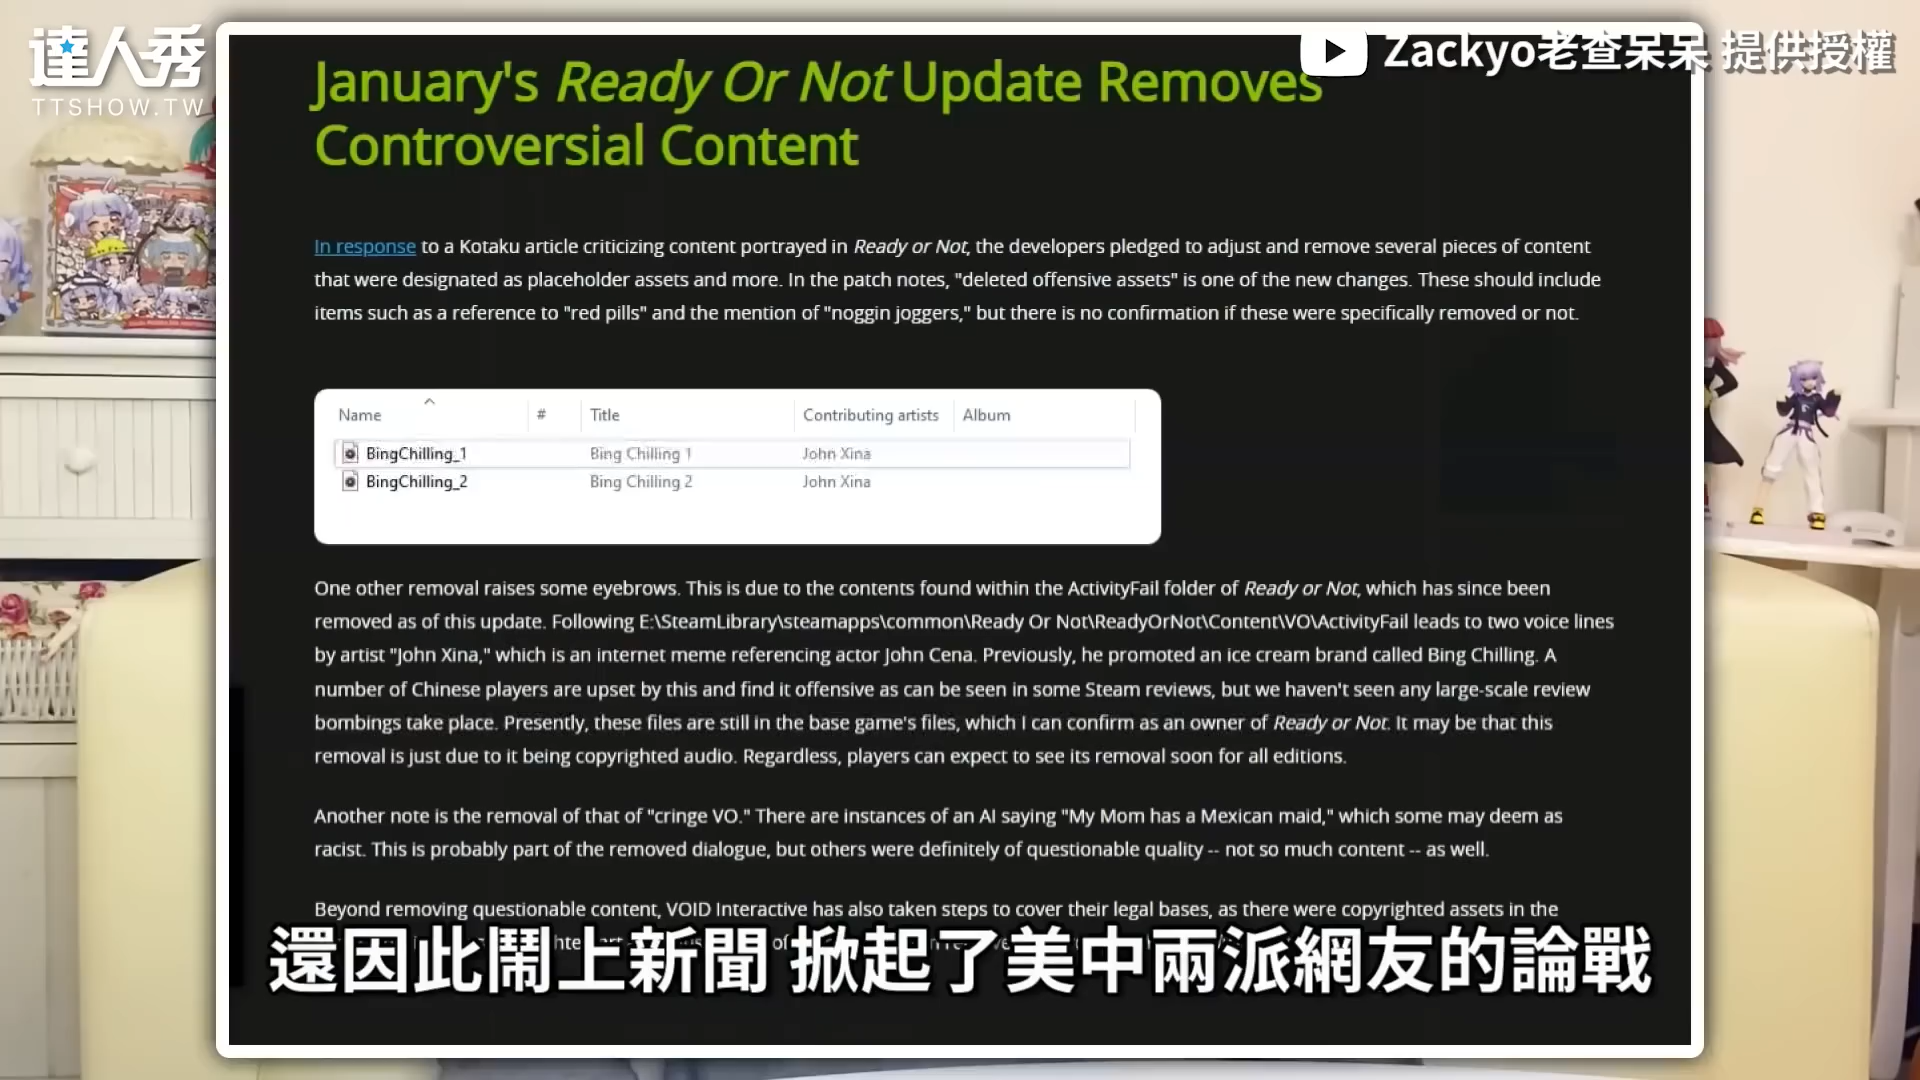 達人秀
TTSHOW.TW
Zackyo老查呆呆 提供授權
January's Ready Or Not Update Removes
Controversial Content
In response to a Kotaku article criticizing content portrayed in Ready or Not, the developers pledged to adjust and remove several pieces of content
that were designated as placeholder assets and more. In the patch notes, "deleted offensive assets" is one of the new changes. These should include
items such as a reference to "red pills" and the mention of "noggin joggers," but there is no confirmation if these were specifically removed or not.
Name # Title Contributing artists Album
BingChilling_1 Bing Chilling 1 John Xina
BingChilling_2 Bing Chilling 2 John Xina
One other removal raises some eyebrows. This is due to the contents found within the ActivityFail folder of Ready or Not, which has since been
removed as of this update. Following E:\SteamLibrary\steamapps\common\Ready Or Not\ReadyOrNot\Content\VO\ActivityFail leads to two voice lines
by artist "John Xina," which is an internet meme referencing actor John Cena. Previously, he promoted an ice cream brand called Bing Chilling. A
number of Chinese players are upset by this and find it offensive as can be seen in some Steam reviews, but we haven't seen any large-scale review
bombings take place. Presently, these files are still in the base game's files, which I can confirm as an owner of Ready or Not. It may be that this
removal is just due to it being copyrighted audio. Regardless, players can expect to see its removal soon for all editions.
Another note is the removal of that of "cringe VO." There are instances of an AI saying "My Mom has a Mexican maid," which some may deem as
racist. This is probably part of the removed dialogue, but others were definitely of questionable quality -- not so much content -- as well.
Beyond removing questionable content, VOID Interactive has also taken steps to cover their legal bases, as there were copyrighted assets in the
還因此鬧上新聞 掀起了美中兩派網友的論戰